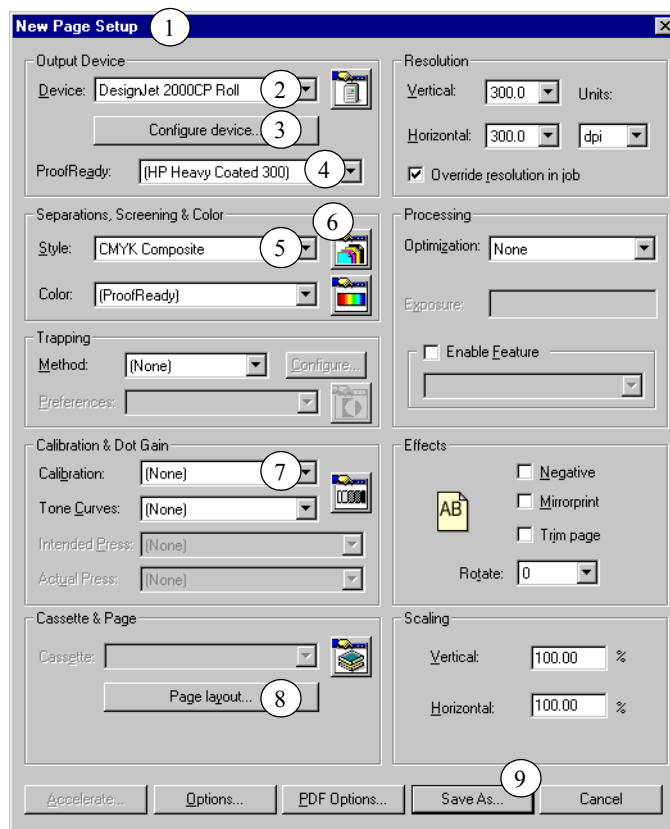 New Page Setup 1
Output Device
Device: DesignJet 2000CP Roll 2
Configure device... 3
ProofReady: (HP Heavy Coated 300) 4
Resolution
Vertical: 300.0 Units:
Horizontal: 300.0 dpi
Override resolution in job
Separations, Screening & Color 6
Style: CMYK Composite 5
Color: (ProofReady)
Processing
Optimization: None
Exposure:
Enable Feature
Trapping
Method: (None) Configure...
Preferences:
Calibration & Dot Gain
Calibration: (None) 7
Tone Curves: (None)
Intended Press: (None)
Actual Press: (None)
Effects
AB
Negative
Mirrorprint
Trim page
Rotate: 0
Cassette & Page
Cassette:
Page layout... 8
Scaling
Vertical: 100.00 %
Horizontal: 100.00 %
9
Accelerate... Options... PDF Options... Save As... Cancel